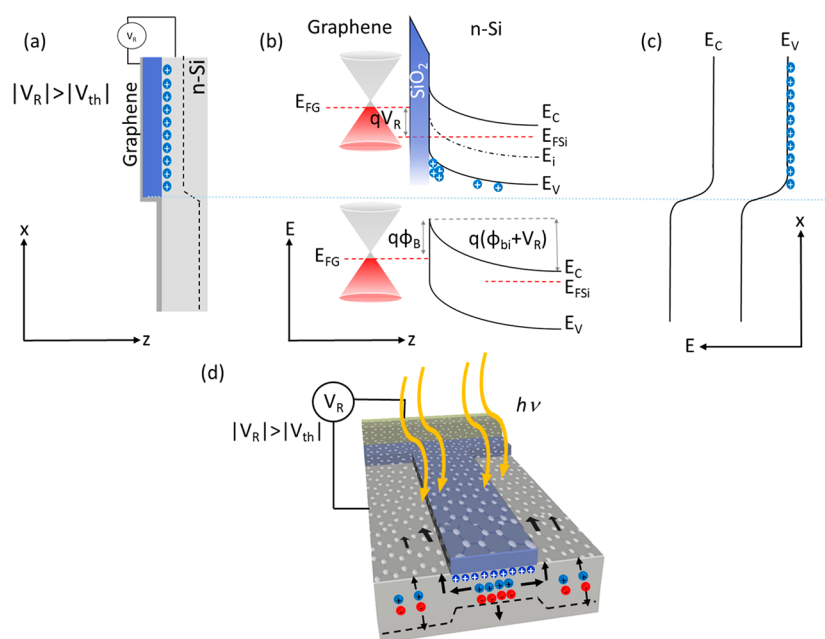 (a)
V_R
|V_R|>|V_th|
Graphene
n-Si
x
z
(b)
Graphene
n-Si
SiO₂
E_FG
qV_R
E_C
E_FSi
E_i
E_V
qϕ_B
q(ϕ_bi+V_R)
E_FG
E_C
E_FSi
E_V
E
z
(c)
E_C
E_V
x
E
(d)
V_R
|V_R|>|V_th|
hν